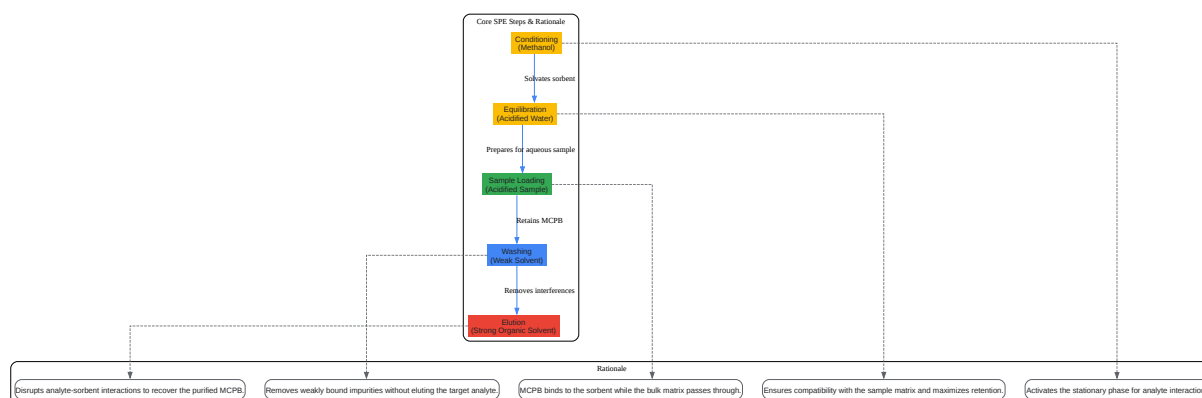 Core SPE Steps & Rationale
Conditioning
(Methanol)
Solvates sorbent
Equilibration
(Acidified Water)
Prepares for aqueous sample
Sample Loading
(Acidified Sample)
Retains MCPB
Washing
(Weak Solvent)
Removes interferences
Elution
(Strong Organic Solvent)
Rationale
Disrupts analyte-sorbent interactions to recover the purified MCPB.
Removes weakly bound impurities without eluting the target analyte.
MCPB binds to the sorbent while the bulk matrix passes through.
Ensures compatibility with the sample matrix and maximizes retention.
Activates the stationary phase for analyte interaction